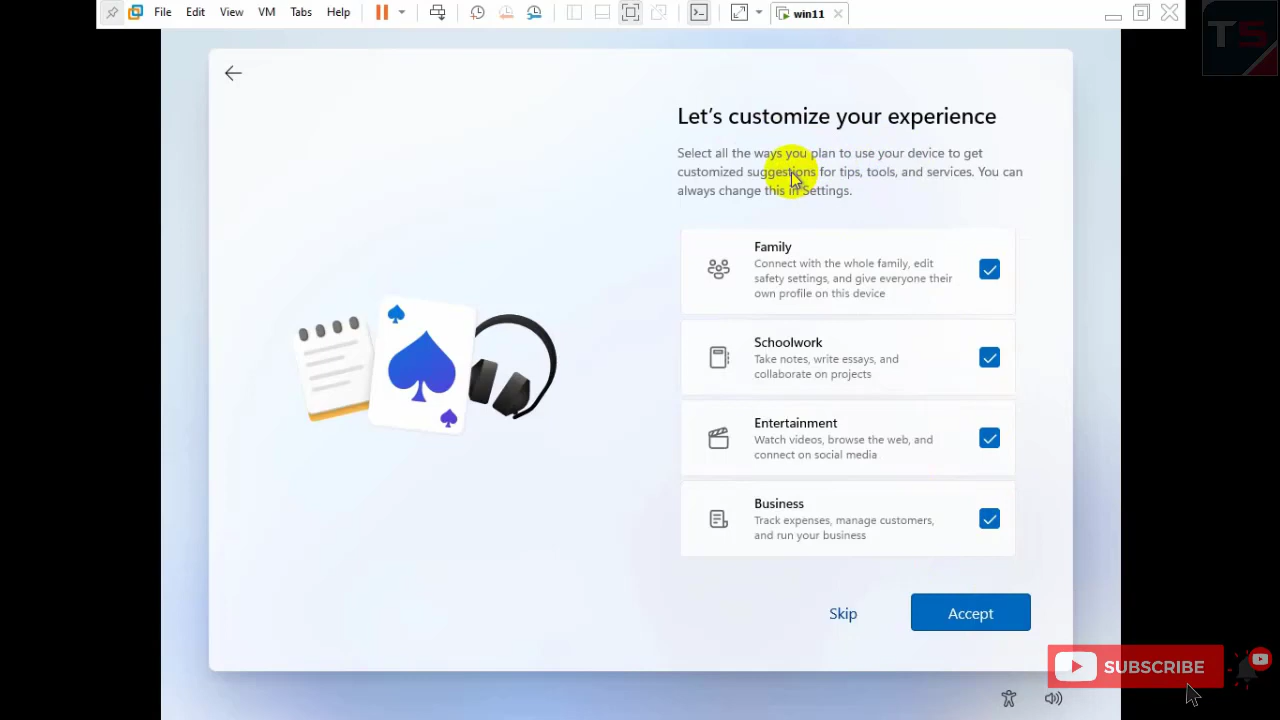 File Edit View VM Tabs Help win11
TS
Let's customize your experience
Select all the ways you plan to use your device to get
customized suggestions for tips, tools, and services. You can
always change this in Settings.
Family
Connect with the whole family, edit
safety settings, and give everyone their
own profile on this device
Schoolwork
Take notes, write essays, and
collaborate on projects
Entertainment
Watch videos, browse the web, and
connect on social media
Business
Track expenses, manage customers,
and run your business
Skip Accept
SUBSCRIBE